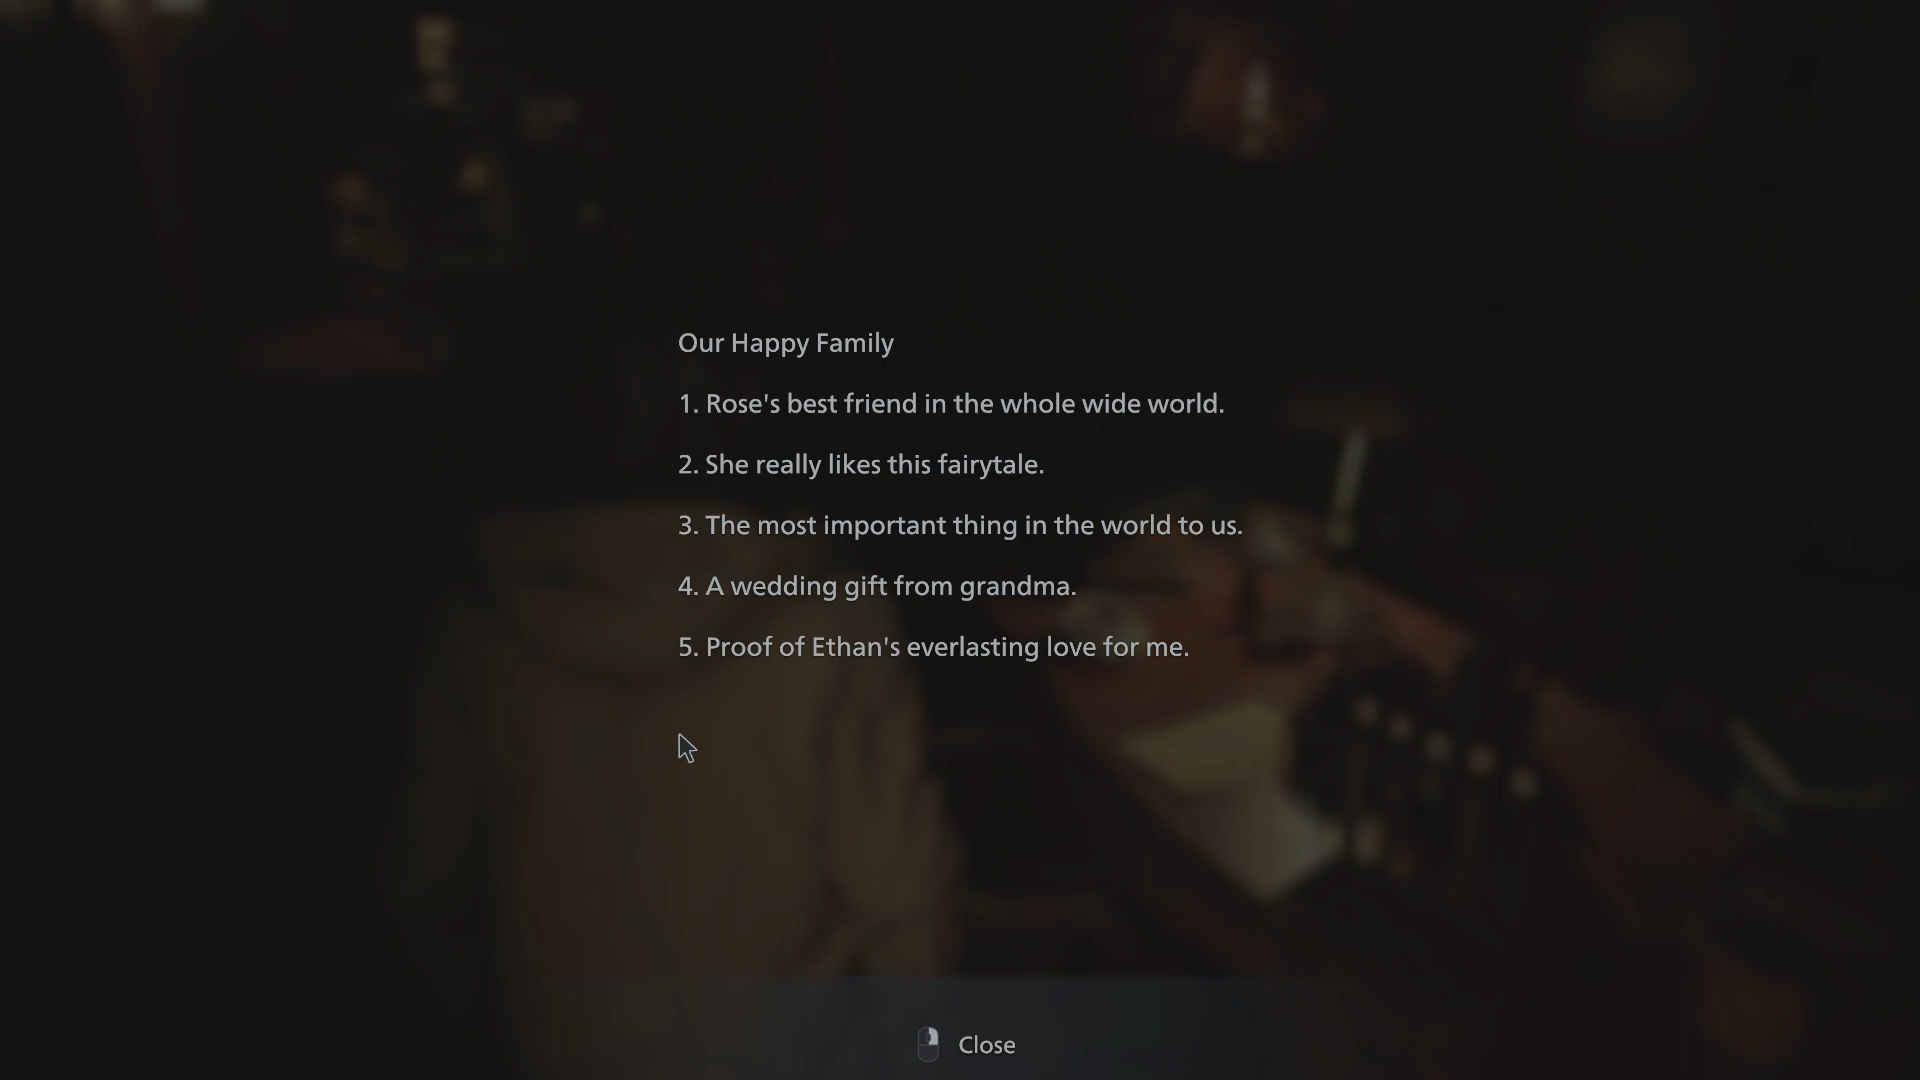 Our Happy Family
1. Rose's best friend in the whole wide world.
2. She really likes this fairytale.
3. The most important thing in the world to us.
4. A wedding gift from grandma.
5. Proof of Ethan's everlasting love for me.
Close